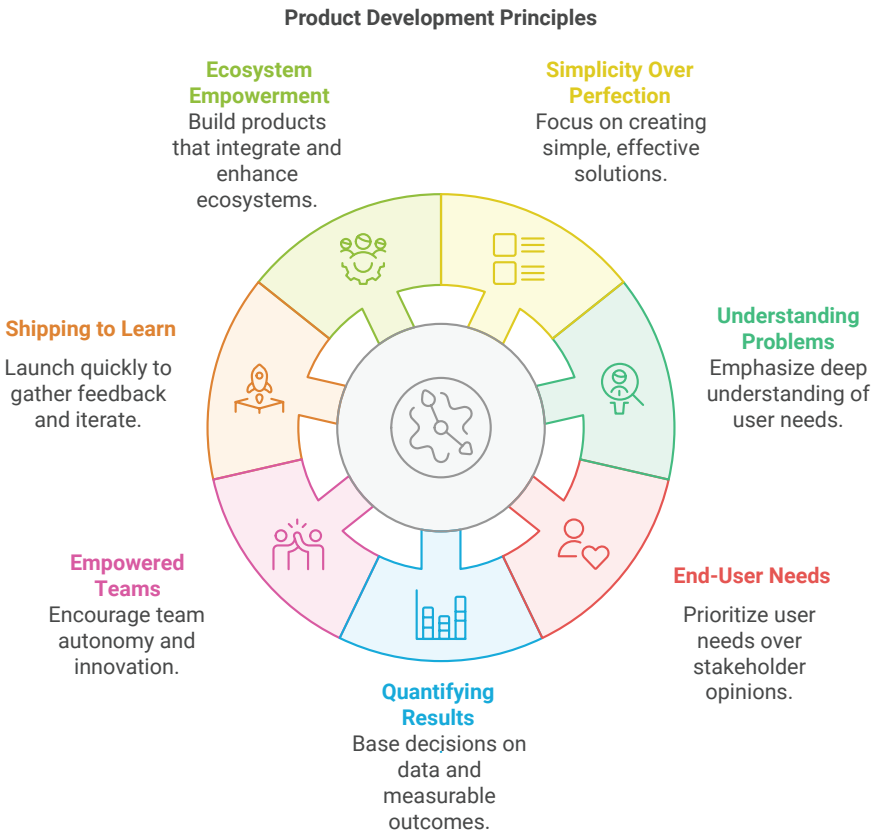 Product Development Principles
Ecosystem
Empowerment
Build products
that integrate and
enhance
ecosystems.
Simplicity Over
Perfection
Focus on creating
simple, effective
solutions.
Shipping to Learn
Launch quickly to
gather feedback
and iterate.
Understanding
Problems
Emphasize deep
understanding of
user needs.
Empowered
Teams
Encourage team
autonomy and
innovation.
End-User Needs
Prioritize user
needs over
stakeholder
opinions.
Quantifying
Results
Base decisions on
data and
measurable
outcomes.